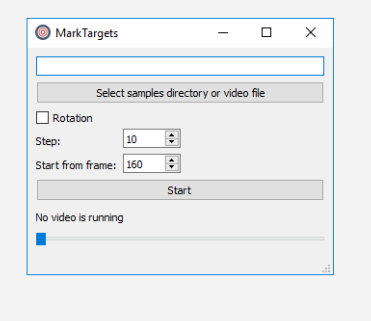 MarkTargets
Select samples directory or video file
Rotation
Step: 10
Start from frame: 160
Start
No video is running